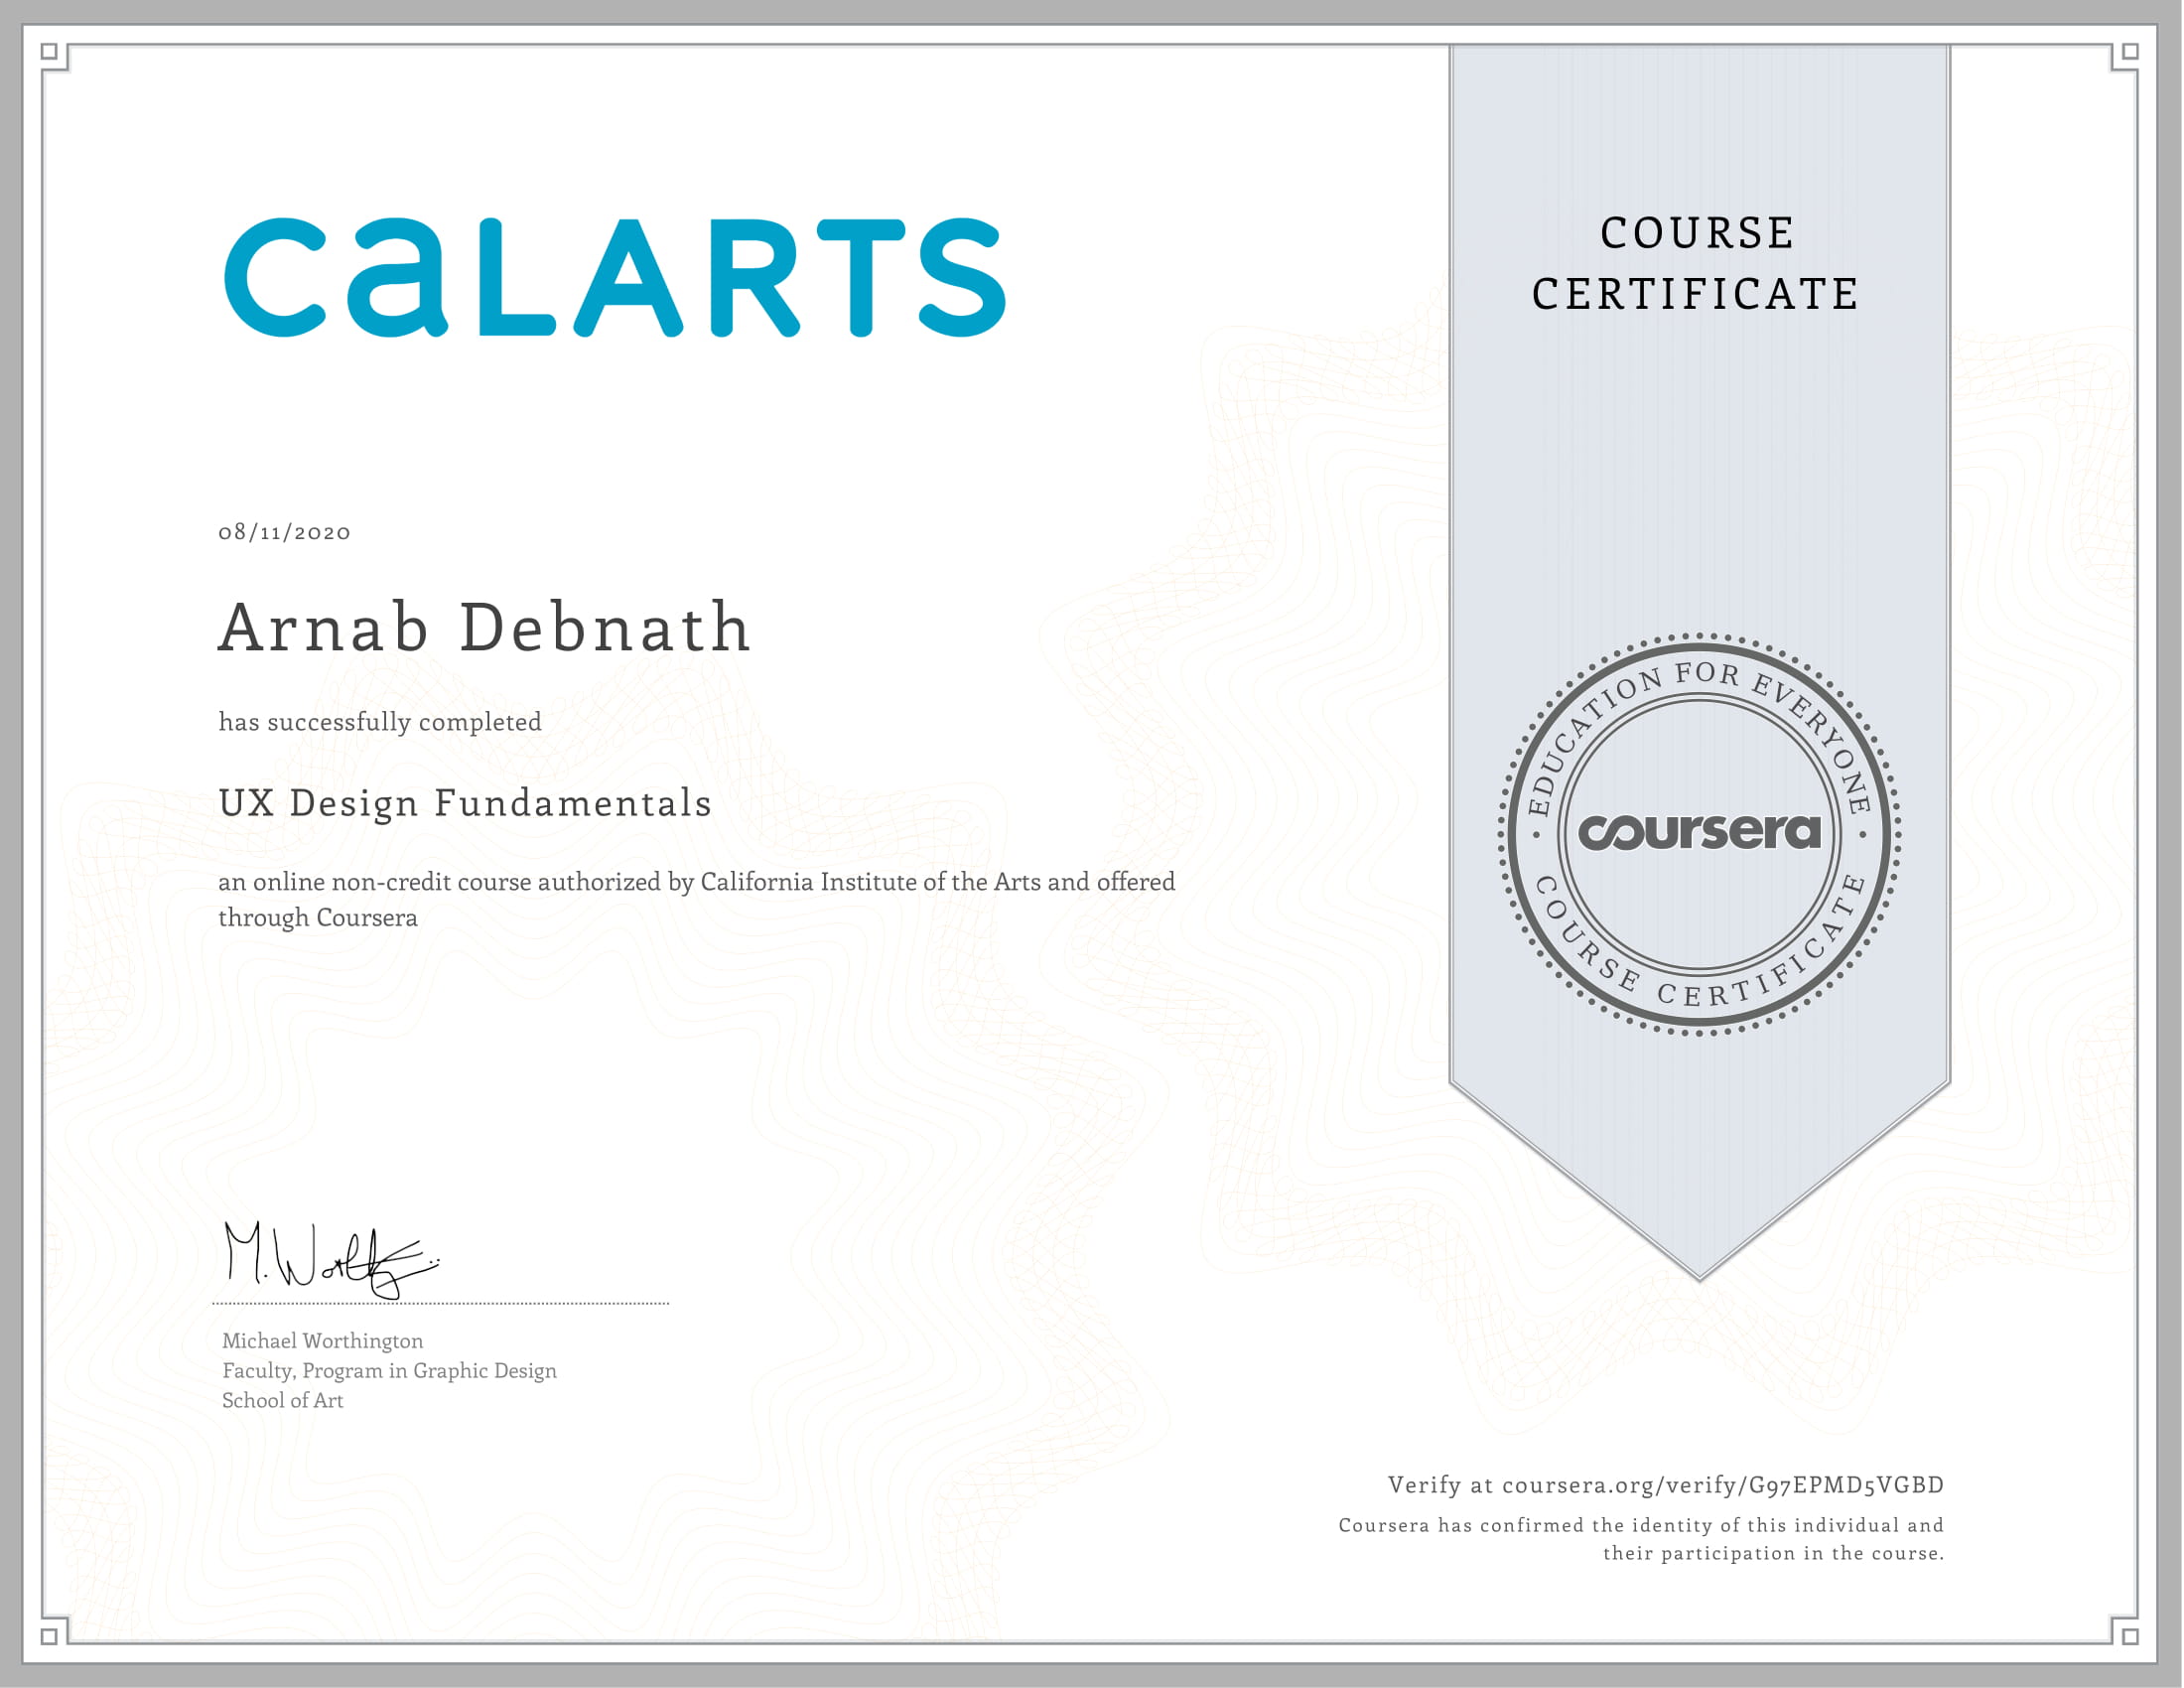 CALARTS
COURSE
CERTIFICATE
08/11/2020
Arnab Debnath
has successfully completed
UX Design Fundamentals
an online non-credit course authorized by California Institute of the Arts and offered
through Coursera
EDUCATION FOR EVERYONE
coursera
COURSE CERTIFICATE
M. Worth
Michael Worthington
Faculty, Program in Graphic Design
School of Art
Verify at coursera.org/verify/G97EPMD5VGBD
Coursera has confirmed the identity of this individual and
their participation in the course.